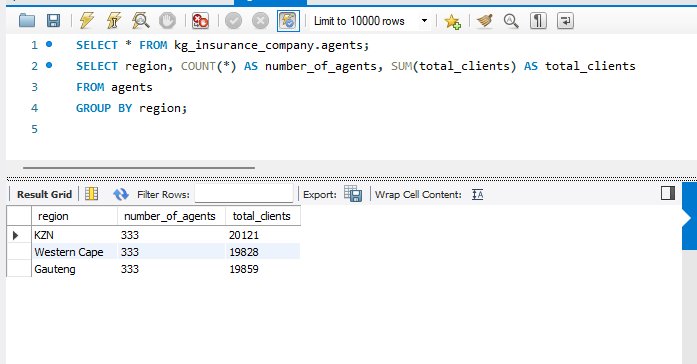 Limit to 10000 rows
1 SELECT * FROM kg_insurance_company.agents;
2 SELECT region, COUNT(*) AS number_of_agents, SUM(total_clients) AS total_clients
3 FROM agents
4 GROUP BY region;
5
Result Grid Filter Rows: Export: Wrap Cell Content:
region number_of_agents total_clients
KZN 333 20121
Western Cape 333 19828
Gauteng 333 19859